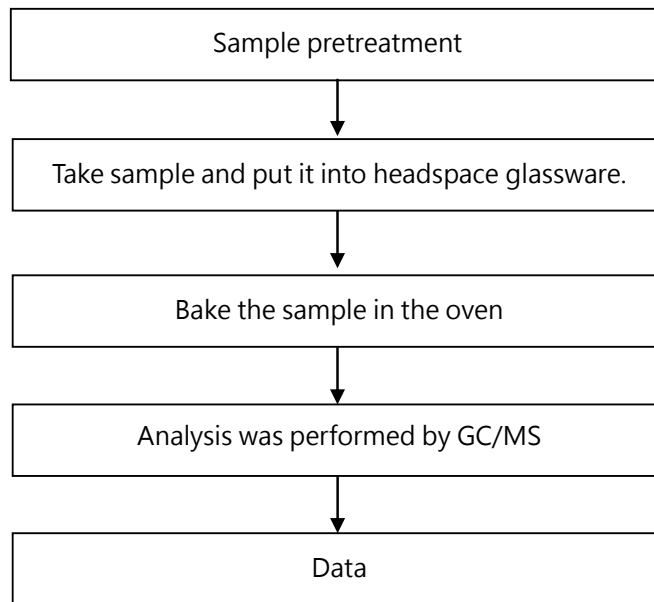 Sample pretreatment
Take sample and put it into headspace glassware.
Bake the sample in the oven
Analysis was performed by GC/MS
Data